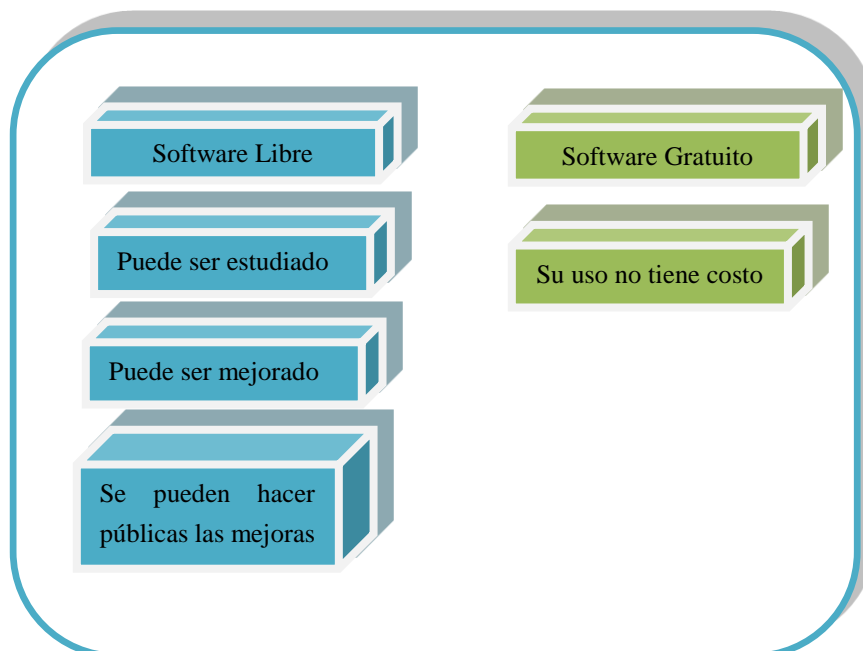 Software Libre
Puede ser estudiado
Puede ser mejorado
Se pueden hacer
públicas las mejoras
Software Gratuito
Su uso no tiene costo